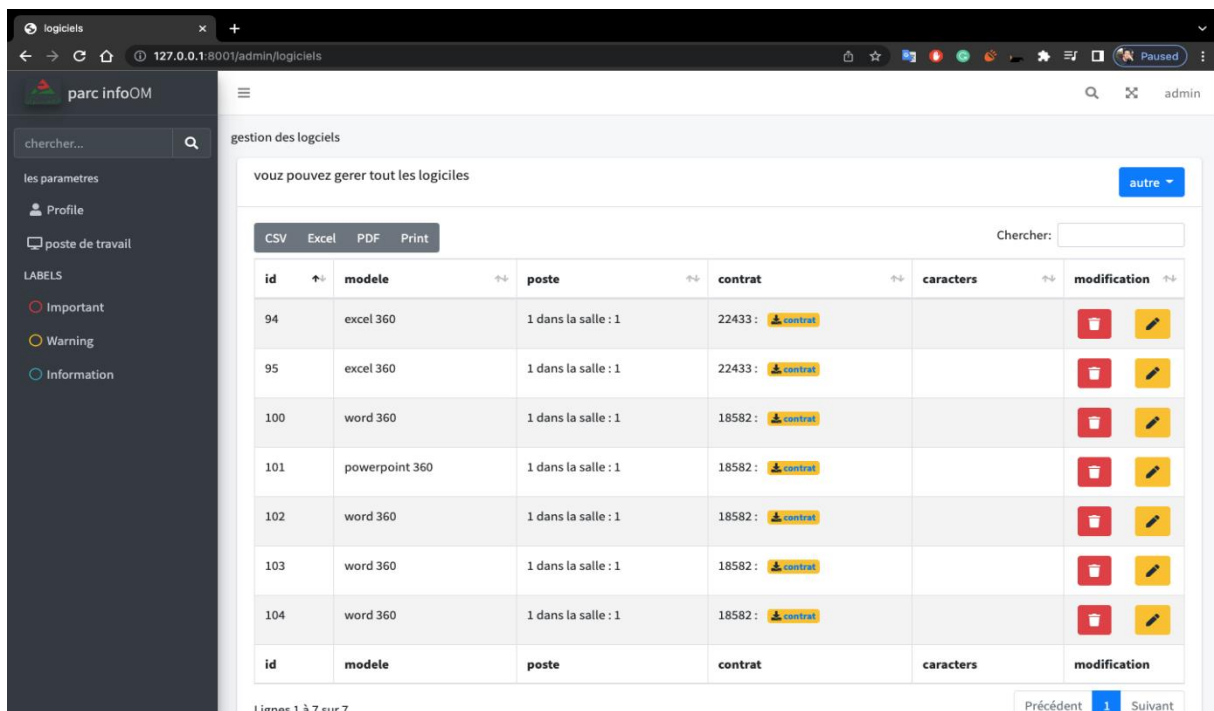 logiciels
127.0.0.1:8001/admin/logiciels
Paused
parc infoOM
admin
chercher...
gestion des logciels
les parametres
vouz pouvez gerer tout les logiciles
autre
Profile
poste de travail
CSV Excel PDF Print
Chercher:
LABELS
id modele poste contrat caracters modification
Important
94 excel 360 1 dans la salle : 1 22433 : contrat
Warning
95 excel 360 1 dans la salle : 1 22433 : contrat
Information
100 word 360 1 dans la salle : 1 18582 : contrat
101 powerpoint 360 1 dans la salle : 1 18582 : contrat
102 word 360 1 dans la salle : 1 18582 : contrat
103 word 360 1 dans la salle : 1 18582 : contrat
104 word 360 1 dans la salle : 1 18582 : contrat
id modele poste contrat caracters modification
Lignes 1 à 7 sur 7
Précédent 1 Suivant